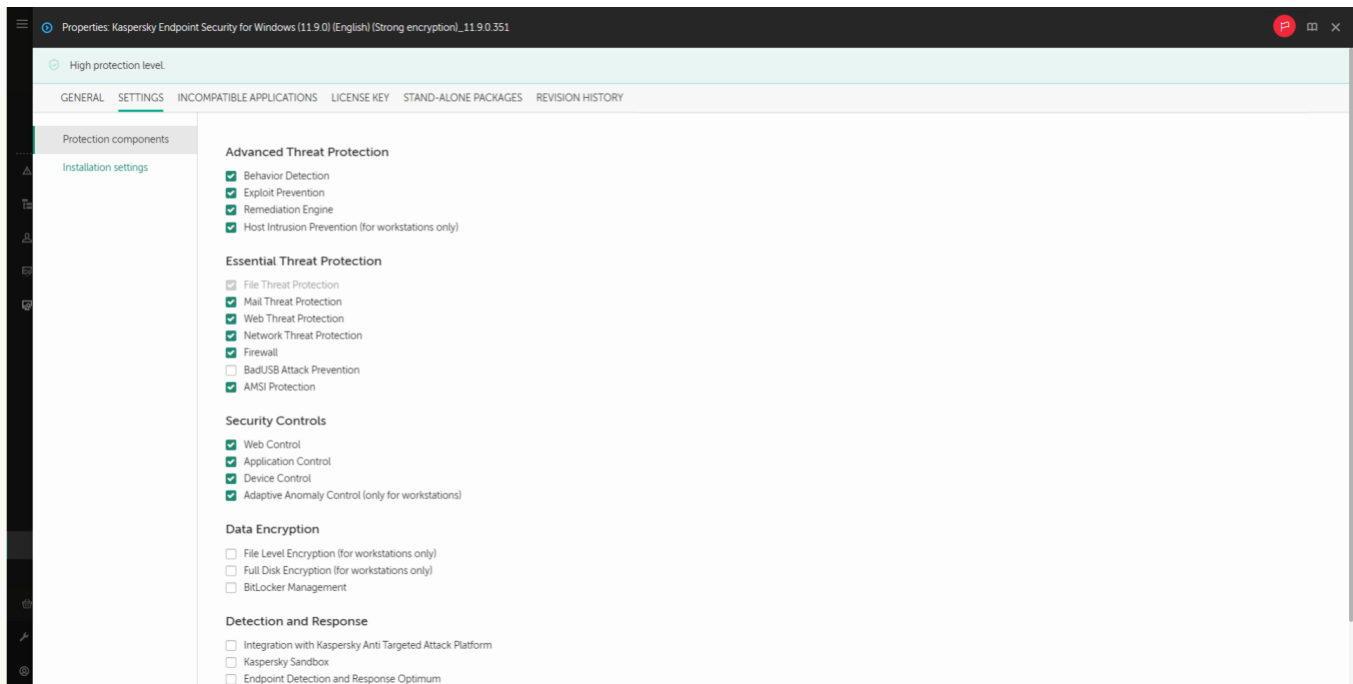 Properties: Kaspersky Endpoint Security for Windows (11.9.0) (English) (Strong encryption)_11.9.0.351
High protection level.
GENERAL SETTINGS INCOMPATIBLE APPLICATIONS LICENSE KEY STAND-ALONE PACKAGES REVISION HISTORY
Protection components
Installation settings
Advanced Threat Protection
Behavior Detection
Exploit Prevention
Remediation Engine
Host Intrusion Prevention (for workstations only)
Essential Threat Protection
File Threat Protection
Mail Threat Protection
Web Threat Protection
Network Threat Protection
Firewall
BadUSB Attack Prevention
AMSI Protection
Security Controls
Web Control
Application Control
Device Control
Adaptive Anomaly Control (only for workstations)
Data Encryption
File Level Encryption (for workstations only)
Full Disk Encryption (for workstations only)
BitLocker Management
Detection and Response
Integration with Kaspersky Anti Targeted Attack Platform
Kaspersky Sandbox
Endpoint Detection and Response Optimum